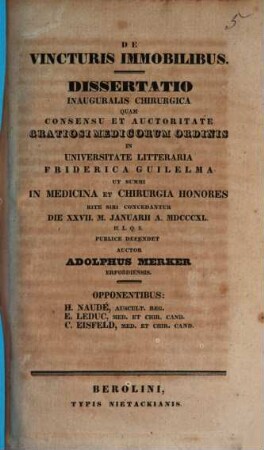 DE
VINCTURIS IMMOBILIBUS.
DISSERTATIO
INAUGURALIS CHIRURGICA
QUAM
CONSENSU ET AUCTORITATE
GRATIOSI MEDICORUM ORDINIS
IN
UNIVERSITATE LITTERARIA
FRIDERICA GUILELMA
UT SUMMI
IN MEDICINA ET CHIRURGIA HONORES
RITE SIBI CONCEDANTUR
DIE XXVII. M. JANUARII A. MDCCCXL.
H. L. Q. S.
PUBLICE DEFENDET
AUCTOR
ADOLPHUS MERKER
ERFORDIENSIS.
OPPONENTIBUS:
H. NAUDÉ, AUSCULT. REG.
E. LEDUC, MED. ET CHIR. CAND.
C. EISFELD, MED. ET CHIR. CAND.
BEROLINI,
TYPIS NIETACKIANIS.